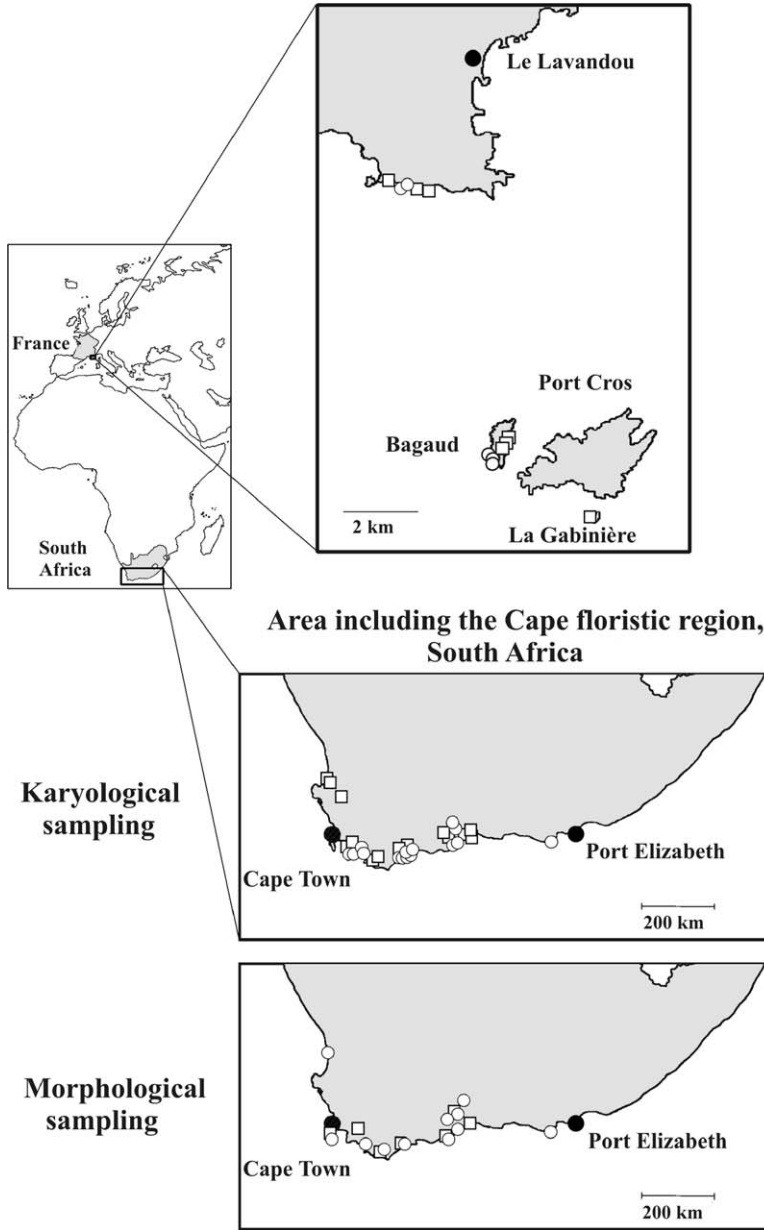 Le Lavandou
France
Port Cros
Bagaud
2 km
La Gabinière
South
Africa
Area including the Cape floristic region,
South Africa
Karyological
sampling
Cape Town
Port Elizabeth
200 km
Morphological
sampling
Cape Town
Port Elizabeth
200 km